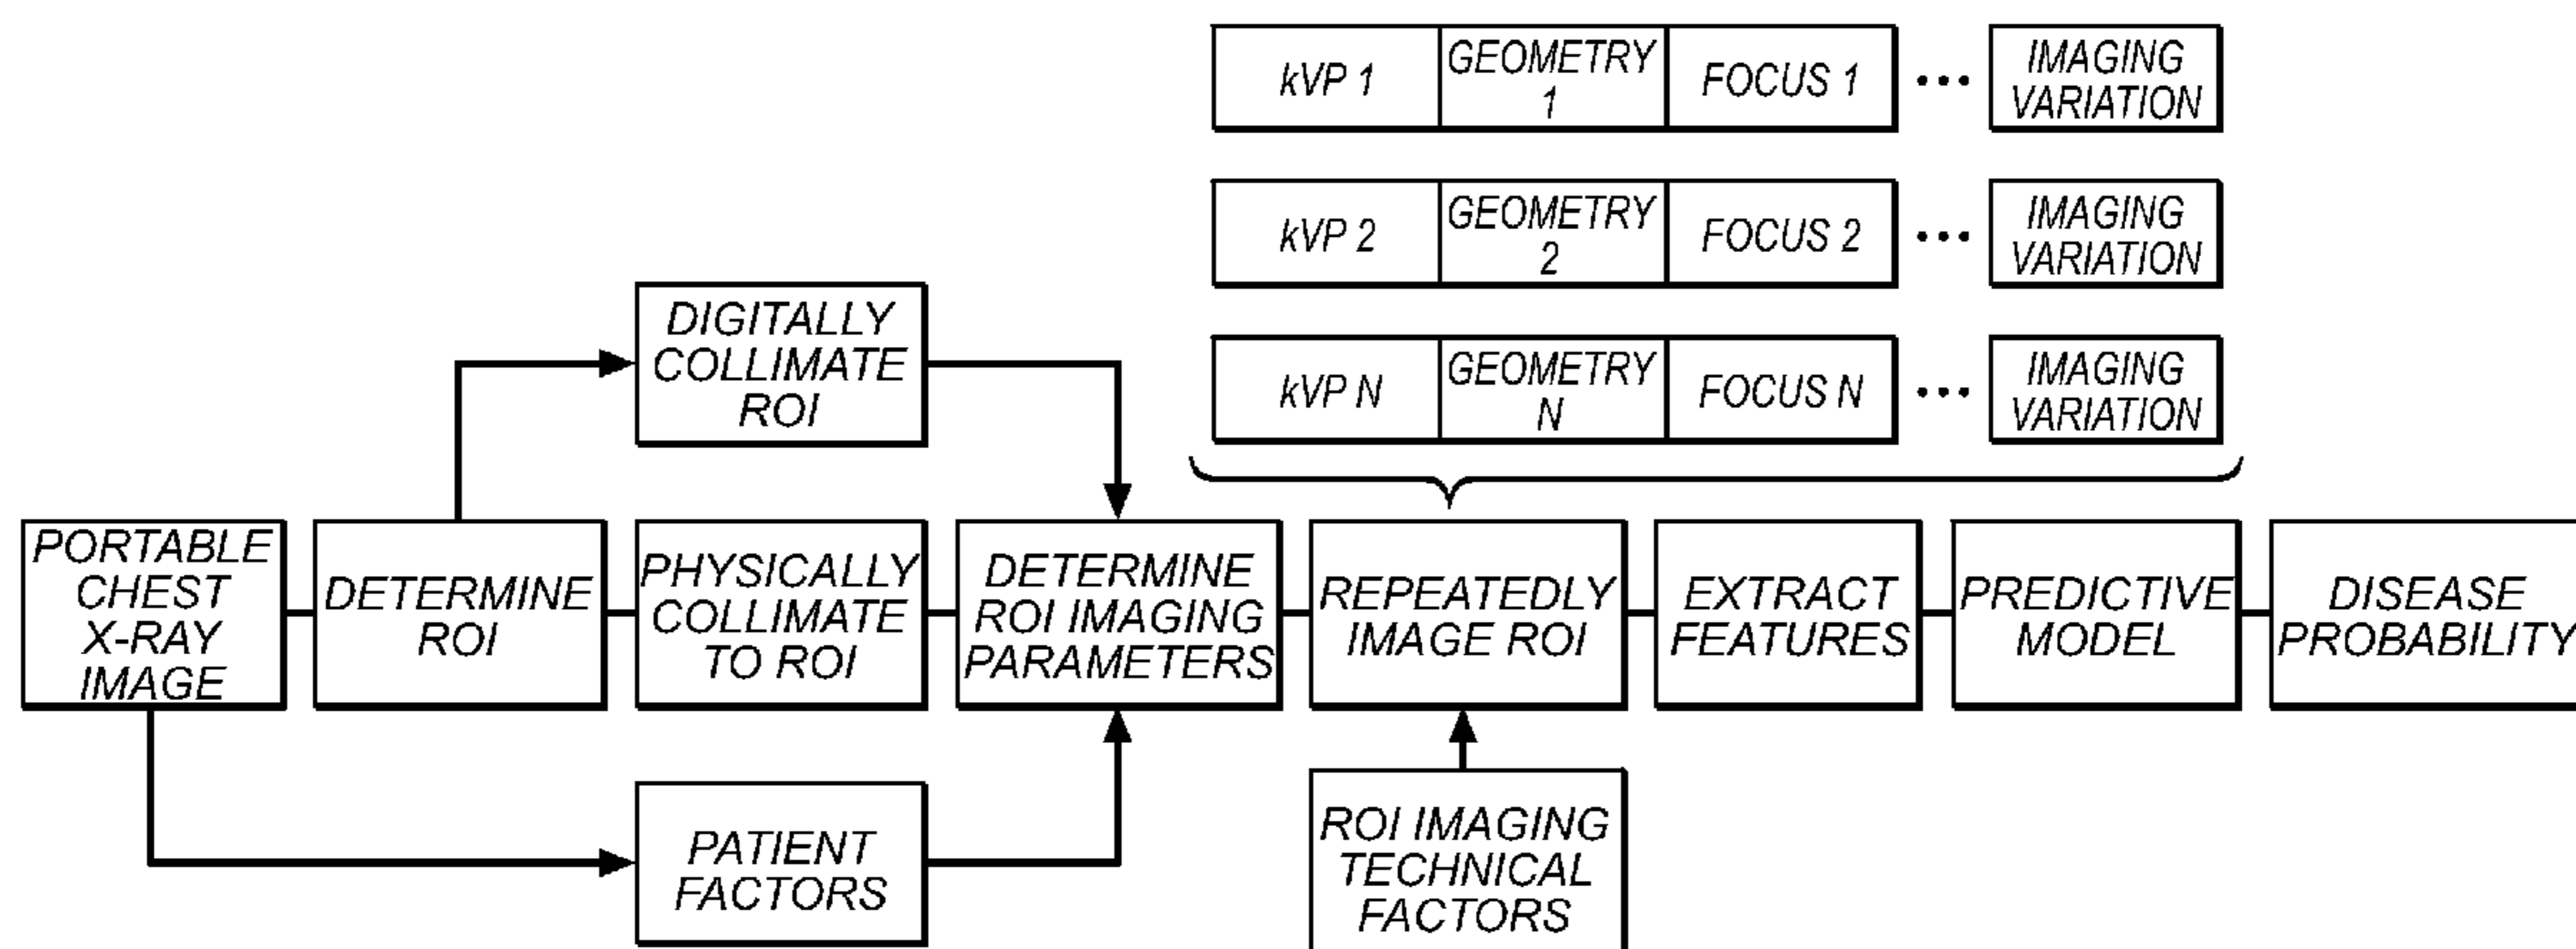 kVP 1
GEOMETRY
1
FOCUS 1
...
IMAGING
VARIATION
kVP 2
GEOMETRY
2
FOCUS 2
...
IMAGING
VARIATION
kVP N
GEOMETRY
N
FOCUS N
...
IMAGING
VARIATION
DIGITALLY
COLLIMATE
ROI
PORTABLE
CHEST
X-RAY
IMAGE
DETERMINE
ROI
PHYSICALLY
COLLIMATE
TO ROI
DETERMINE
ROI IMAGING
PARAMETERS
REPEATEDLY
IMAGE ROI
EXTRACT
FEATURES
PREDICTIVE
MODEL
DISEASE
PROBABILITY
PATIENT
FACTORS
ROI IMAGING
TECHNICAL
FACTORS